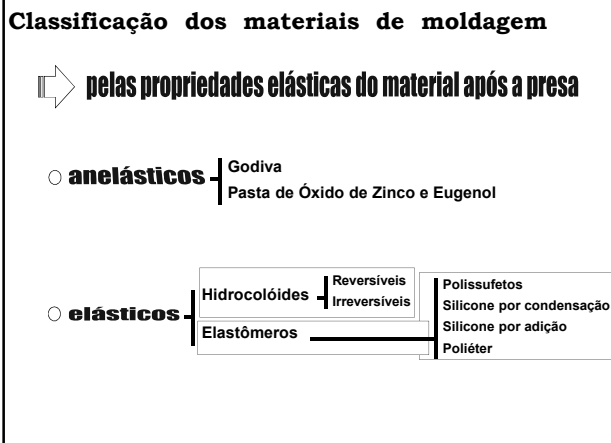 Classificação dos materiais de moldagem
pelas propriedades elásticas do material após a presa
anelásticos
Godiva
Pasta de Óxido de Zinco e Eugenol
elásticos
Hidrocolóides
Reversíveis
Irreversíveis
Elastômeros
Polissufetos
Silicone por condensação
Silicone por adição
Poliéter